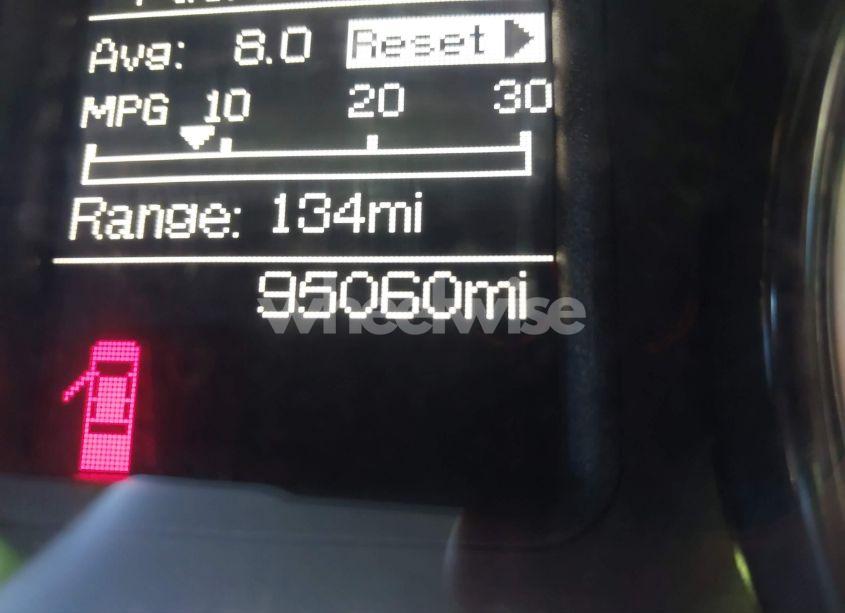 Avg: 8.0 Reset
MPG 10 20 30
Range: 134mi
95060mi
wheelwise